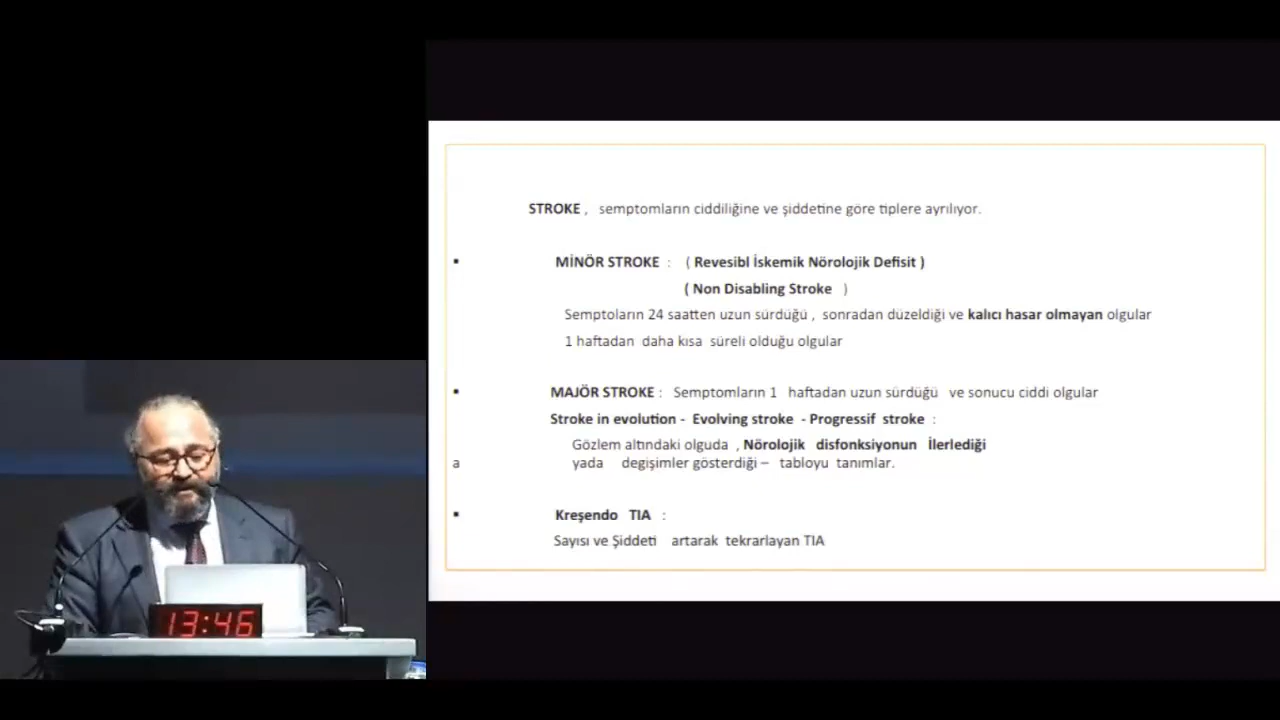 STROKE , semptomların ciddiliğine ve şiddetine göre tiplere ayrılıyor.
▪ MİNÖR STROKE : ( Revesibl İskemik Nörolojik Defisit )
( Non Disabling Stroke )
Semptoların 24 saatten uzun sürdüğü , sonradan düzeldiği ve kalıcı hasar olmayan olgular
1 haftadan daha kısa süreli olduğu olgular
▪ MAJÖR STROKE : Semptomların 1 haftadan uzun sürdüğü ve sonucu ciddi olgular
Stroke in evolution - Evolving stroke - Progressif stroke :
Gözlem altındaki olguda , Nörolojik disfonksiyonun İlerlediği
a yada degişimler gösterdiği – tabloyu tanımlar.
▪ Kreşendo TIA :
Sayısı ve Şiddeti artarak tekrarlayan TIA
13:46